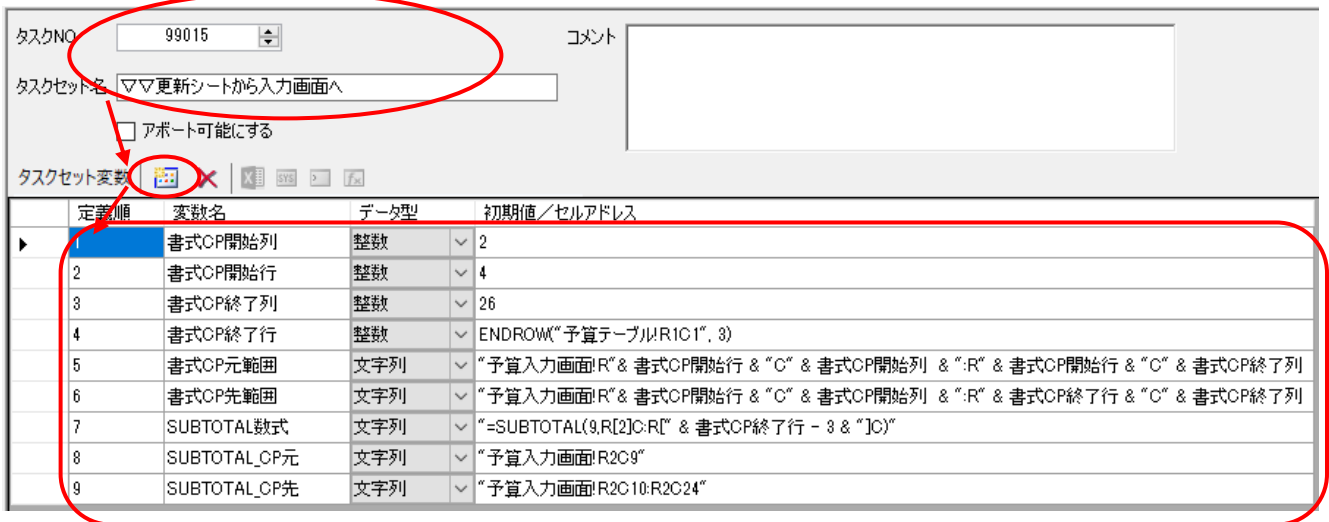 タスクNO 99015 コメント
タスクセット名 ▽▽更新シートから入力画面へ
アボート可能にする
タスクセット変数 SYS fx
定義順 変数名 データ型 初期値／セルアドレス
1 書式CP開始列 整数 2
2 書式CP開始行 整数 4
3 書式CP終了列 整数 26
4 書式CP終了行 整数 ENDROW("予算テーブル!R1C1", 3)
5 書式CP元範囲 文字列 "予算入力画面!R"& 書式CP開始行 & "C" & 書式CP開始列 & ":R" & 書式CP開始行 & "C" & 書式CP終了列
6 書式CP先範囲 文字列 "予算入力画面!R"& 書式CP開始行 & "C" & 書式CP開始列 & ":R" & 書式CP終了行 & "C" & 書式CP終了列
7 SUBTOTAL数式 文字列 "=SUBTOTAL(9,R[2]C:R[" & 書式CP終了行 - 3 & "]C)"
8 SUBTOTAL_CP元 文字列 "予算入力画面!R2C9"
9 SUBTOTAL_CP先 文字列 "予算入力画面!R2C10:R2C24"